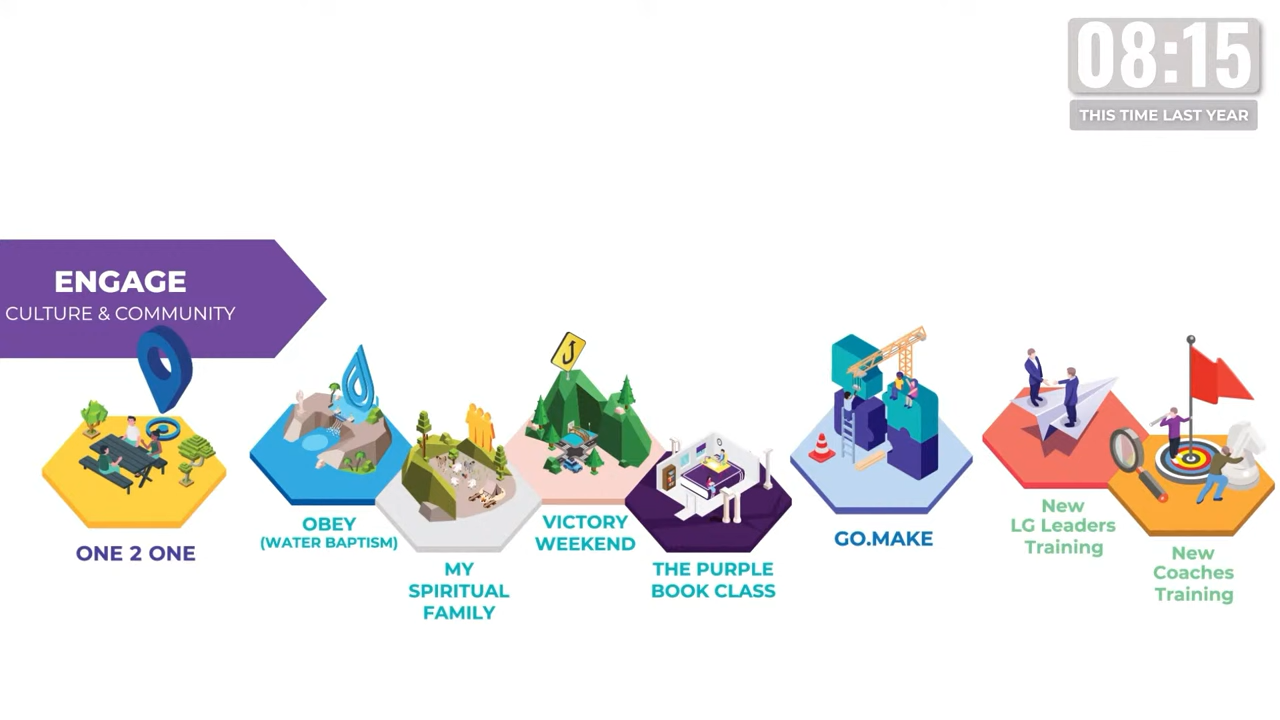 08:15
THIS TIME LAST YEAR
ENGAGE
CULTURE & COMMUNITY
ONE 2 ONE
OBEY
(WATER BAPTISM)
MY
SPIRITUAL
FAMILY
VICTORY
WEEKEND
THE PURPLE
BOOK CLASS
GO.MAKE
New
LG Leaders
Training
New
Coaches
Training